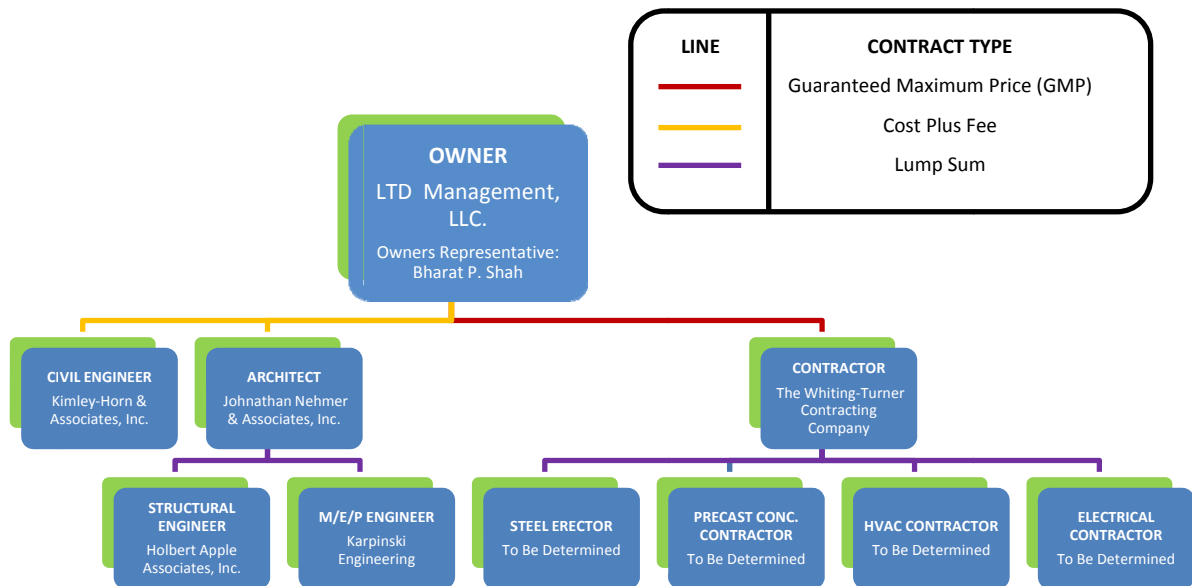 LINE CONTRACT TYPE
Guaranteed Maximum Price (GMP)
Cost Plus Fee
Lump Sum
OWNER
LTD Management,
LLC.
Owners Representative:
Bharat P. Shah
CIVIL ENGINEER
Kimley-Horn &
Associates, Inc.
ARCHITECT
Johnathan Nehmer
& Associates, Inc.
CONTRACTOR
The Whiting-Turner
Contracting
Company
STRUCTURAL
ENGINEER
Holbert Apple
Associates, Inc.
M/E/P ENGINEER
Karpinski
Engineering
STEEL ERECTOR
To Be Determined
PRECAST CONC.
CONTRACTOR
To Be Determined
HVAC CONTRACTOR
To Be Determined
ELECTRICAL
CONTRACTOR
To Be Determined